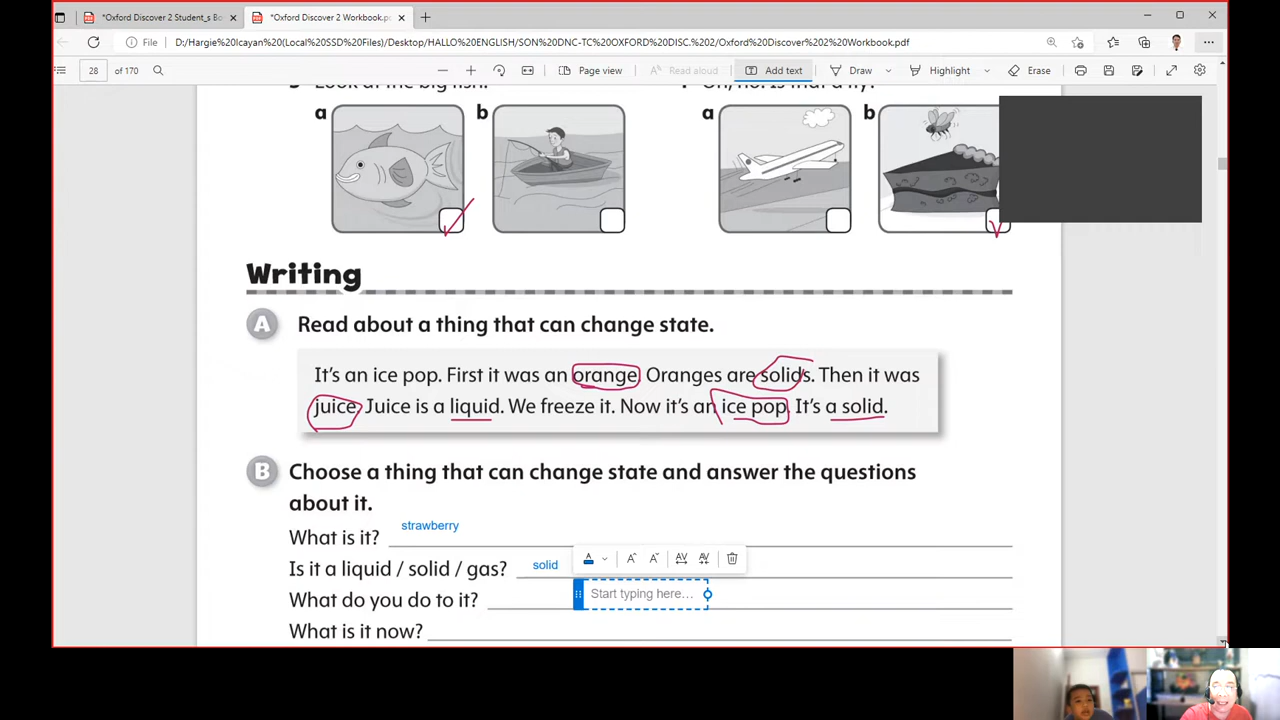 *Oxford Discover 2 Student_s Bo
*Oxford Discover 2 Workbook.pd
File
D:/Hargie%20Icayan%20(Local%20SSD%20Files)/Desktop/HALLO%20ENGLISH/SON%20DNC-TC%20OXFORD%20DISC.%202/Oxford%20Discover%202%20Workbook.pdf
28 of 170
Page view
Read aloud
Add text
Draw
Highlight
Erase
a
b
a
b
Writing
A Read about a thing that can change state.
It's an ice pop. First it was an orange. Oranges are solids. Then it was
juice. Juice is a liquid. We freeze it. Now it's an ice pop. It's a solid.
B Choose a thing that can change state and answer the questions
about it.
What is it? strawberry
Is it a liquid / solid / gas? solid
What do you do to it? Start typing here...
What is it now?